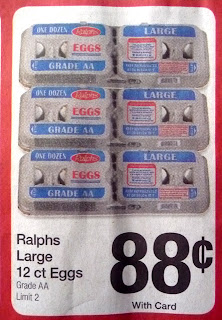 ONE DOZEN
Ralphs
EGGS
GRADE AA
LARGE
ONE DOZEN
Ralphs
EGGS
GRADE AA
LARGE
ONE DOZEN
Ralphs
EGGS
GRADE AA
LARGE
Ralphs
Large
12 ct Eggs
Grade AA
Limit 2
88¢
With Card